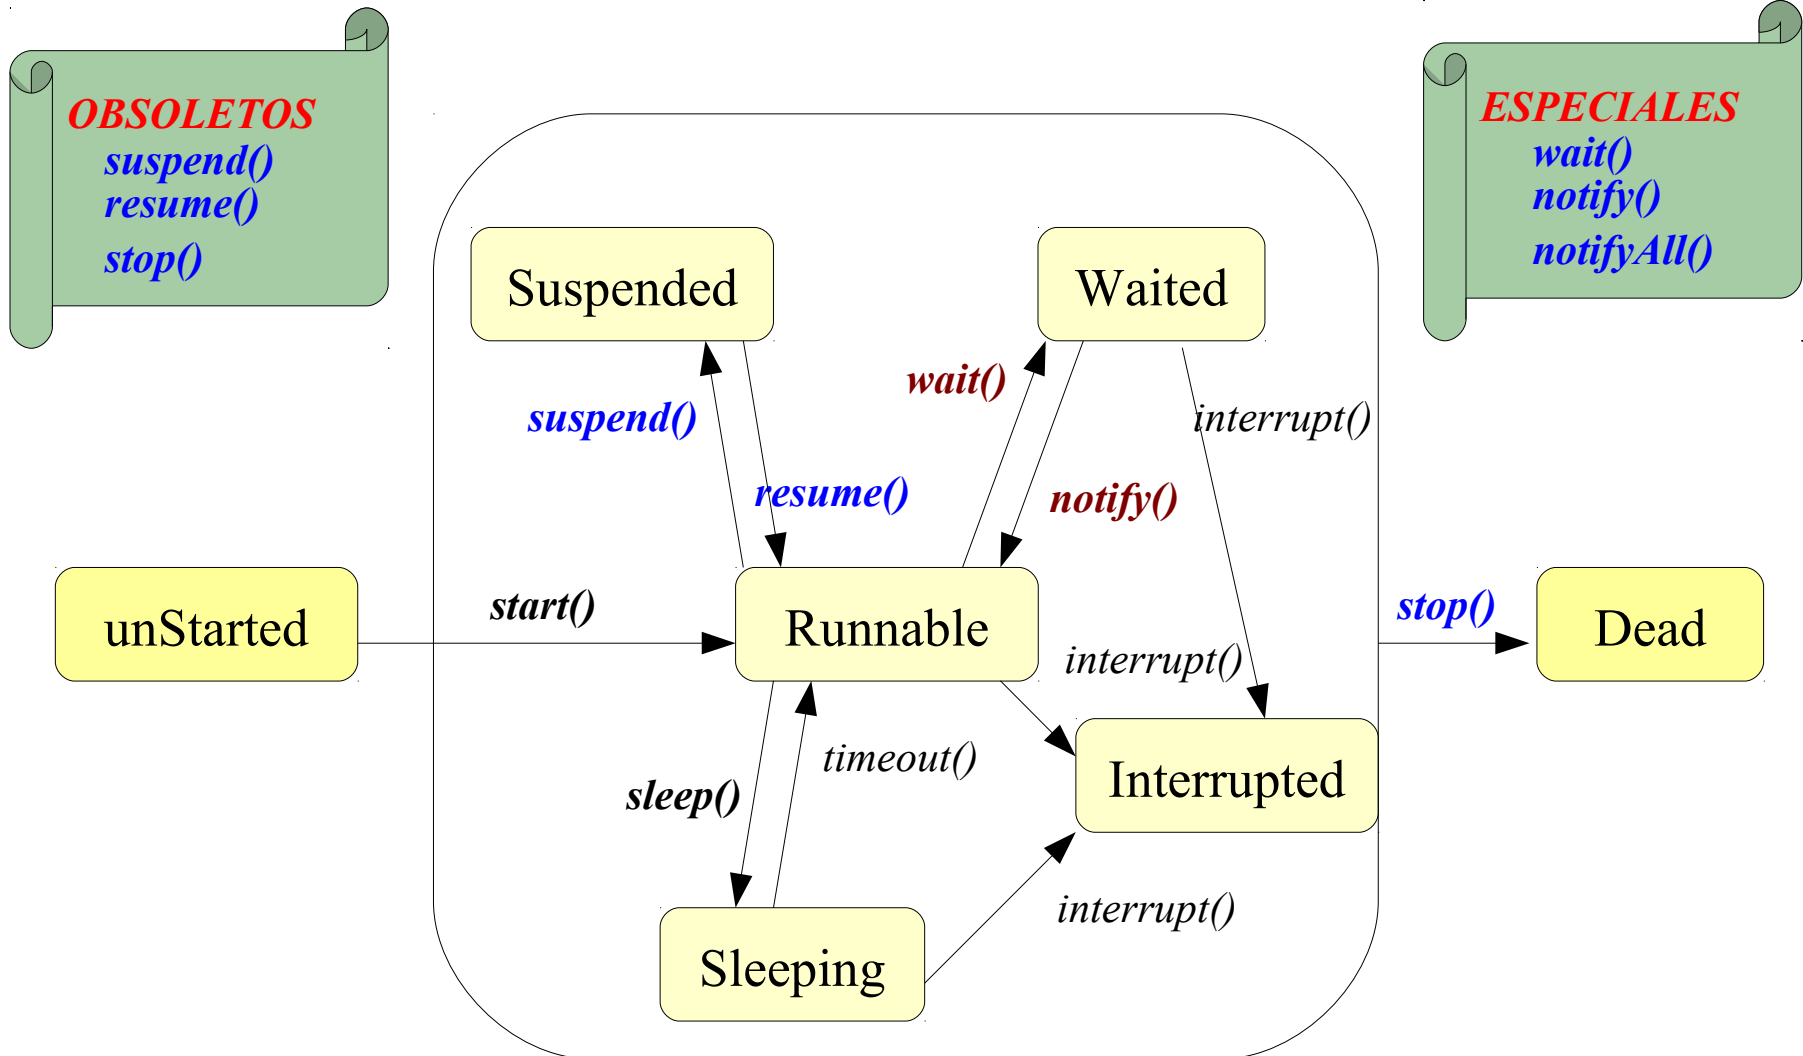 OBSOLETOS
suspend()
resume()
stop()
ESPECIALES
wait()
notify()
notifyAll()
Suspended
Waited
wait()
suspend()
interrupt()
resume()
notify()
unStarted
start()
Runnable
stop()
Dead
interrupt()
timeout()
sleep()
Interrupted
interrupt()
Sleeping